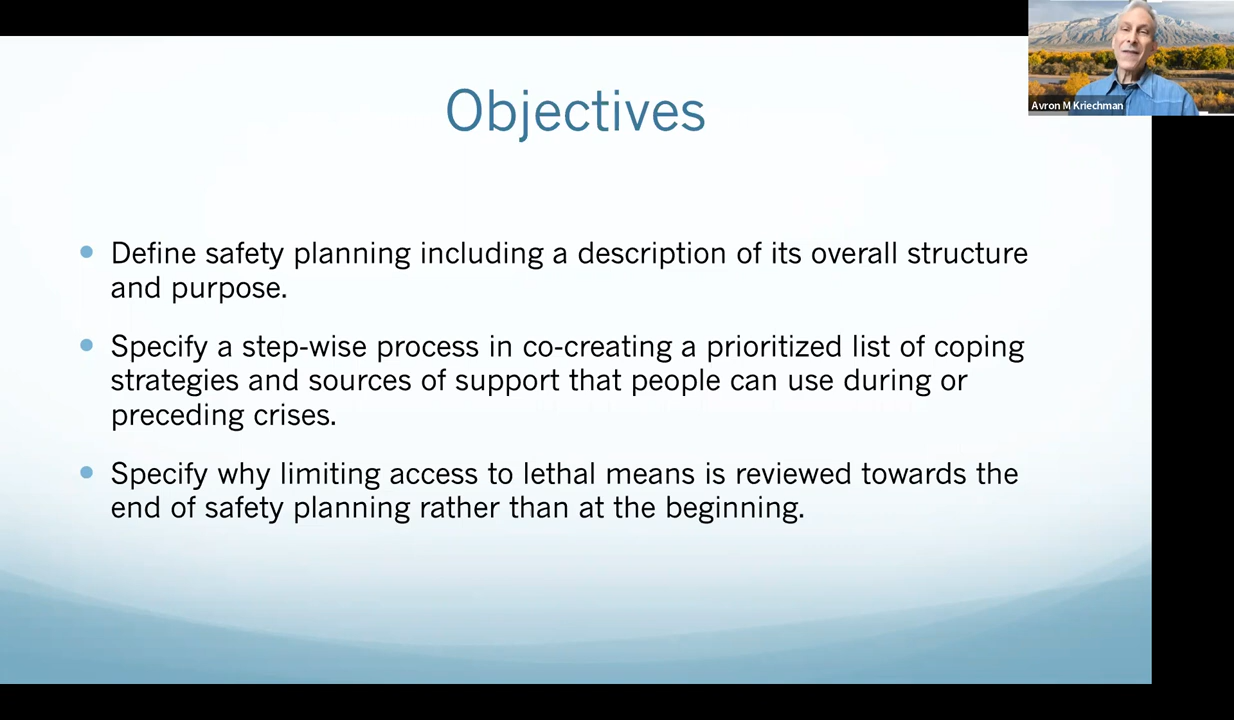 Avron M Kriechman
Objectives
Define safety planning including a description of its overall structure
and purpose.
Specify a step-wise process in co-creating a prioritized list of coping
strategies and sources of support that people can use during or
preceding crises.
Specify why limiting access to lethal means is reviewed towards the
end of safety planning rather than at the beginning.